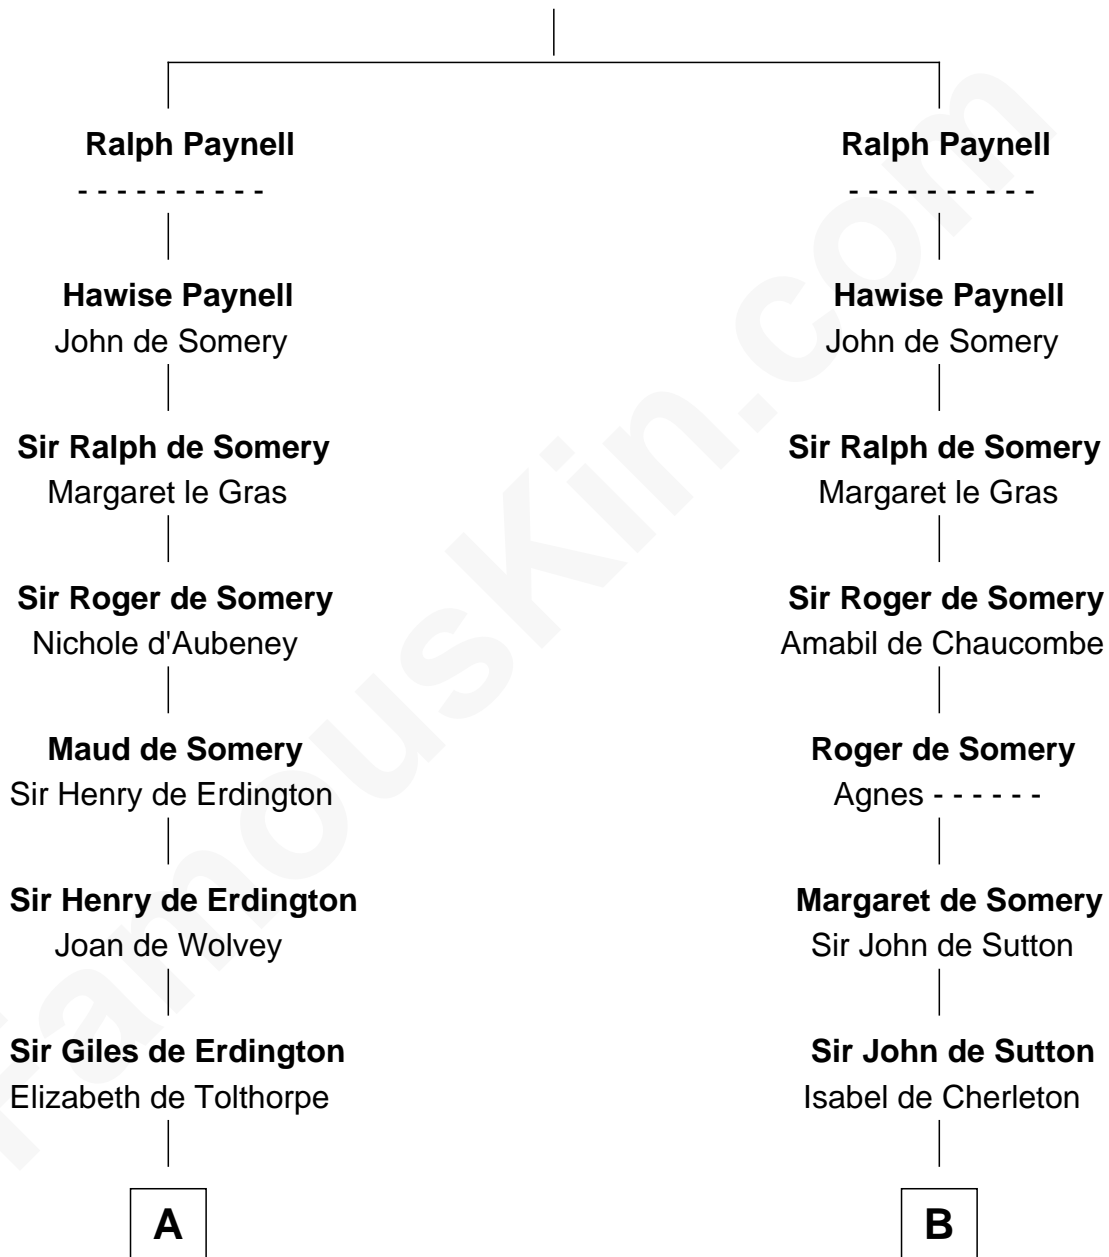 Ralph Paynell
- - - - - - - - - -
Hawise Paynell
John de Somery
Sir Ralph de Somery
Margaret le Gras
Sir Roger de Somery
Nichole d'Aubeney
Maud de Somery
Sir Henry de Erdington
Sir Henry de Erdington
Joan de Wolvey
Sir Giles de Erdington
Elizabeth de Tolthorpe
A
Ralph Paynell
- - - - - - - - - -
Hawise Paynell
John de Somery
Sir Ralph de Somery
Margaret le Gras
Sir Roger de Somery
Amabil de Chaucombe
Roger de Somery
Agnes - - - - - -
Margaret de Somery
Sir John de Sutton
Sir John de Sutton
Isabel de Cherleton
B
FamousKin.com